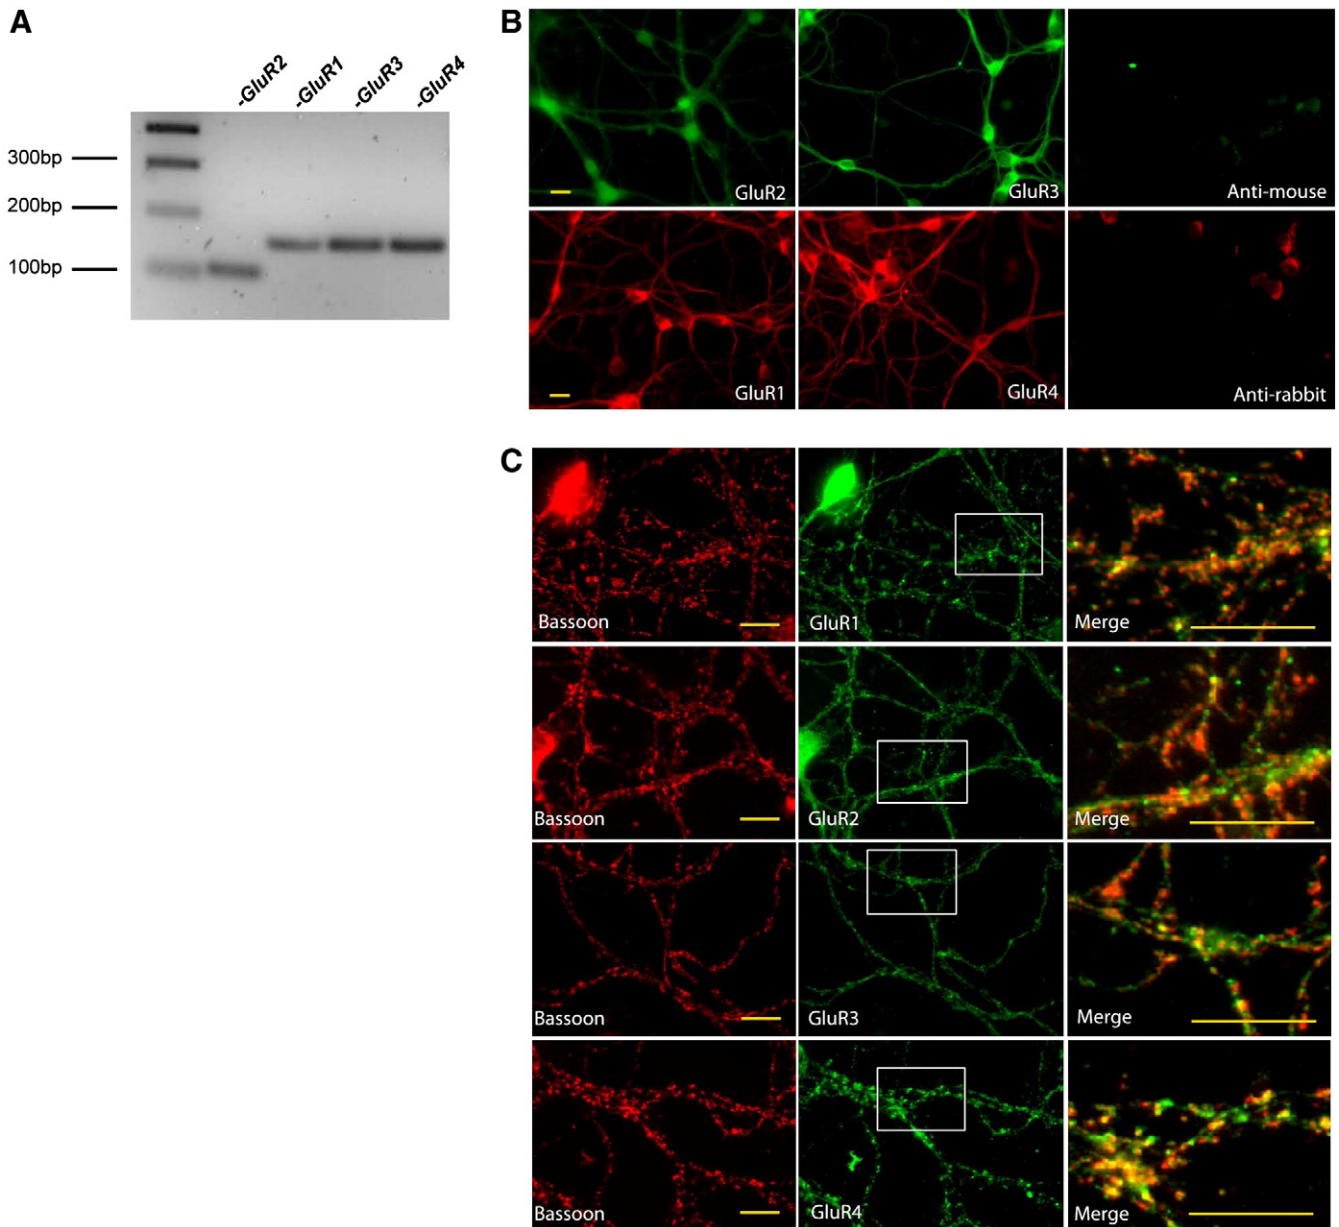 A
-GluR2
-GluR1
-GluR3
-GluR4
300bp
200bp
100bp
B
GluR2
GluR3
Anti-mouse
GluR1
GluR4
Anti-rabbit
C
Bassoon
GluR1
Merge
Bassoon
GluR2
Merge
Bassoon
GluR3
Merge
Bassoon
GluR4
Merge